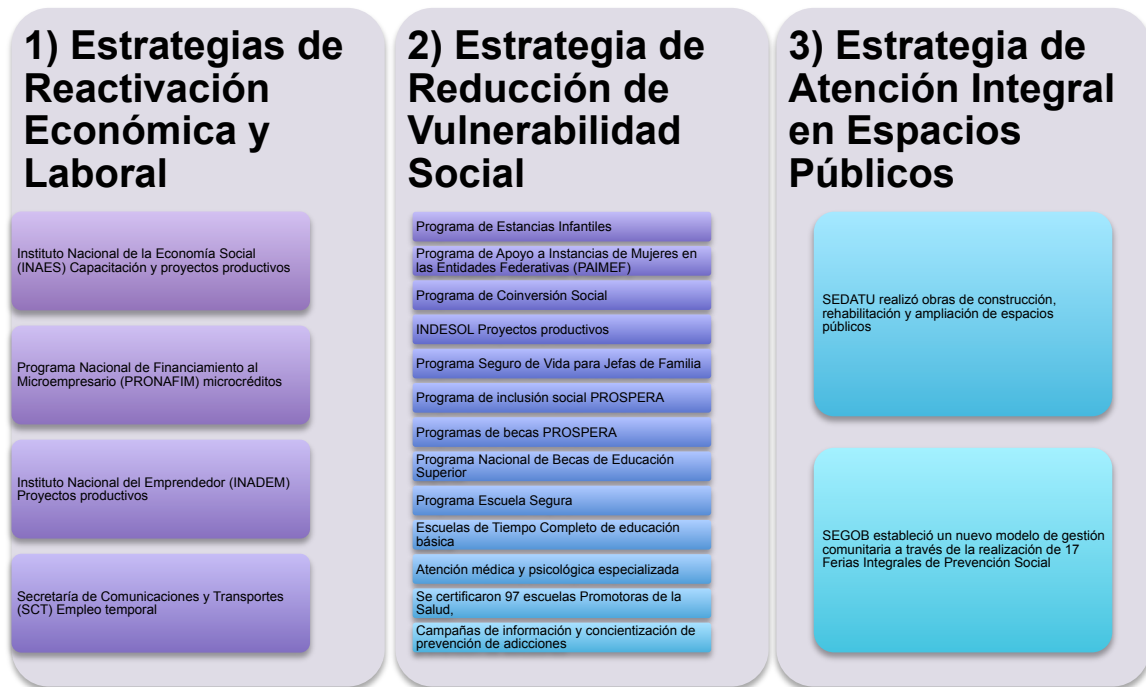 1) Estrategias de
Reactivación
Económica y
Laboral
Instituto Nacional de la Economía Social
(INAES) Capacitación y proyectos productivos
Programa Nacional de Financiamiento al
Microempresario (PRONAFIM) microcréditos
Instituto Nacional del Emprendedor (INADEM)
Proyectos productivos
Secretaría de Comunicaciones y Transportes
(SCT) Empleo temporal
2) Estrategia de
Reducción de
Vulnerabilidad
Social
Programa de Estancias Infantiles
Programa de Apoyo a Instancias de Mujeres en
las Entidades Federativas (PAIMEF)
Programa de Coinversión Social
INDESOL Proyectos productivos
Programa Seguro de Vida para Jefas de Familia
Programa de inclusión social PROSPERA
Programas de becas PROSPERA
Programa Nacional de Becas de Educación
Superior
Programa Escuela Segura
Escuelas de Tiempo Completo de educación
básica
Atención médica y psicológica especializada
Se certificaron 97 escuelas Promotoras de la
Salud,
Campañas de información y concientización de
prevención de adicciones
3) Estrategia de
Atención Integral
en Espacios
Públicos
SEDATU realizó obras de construcción,
rehabilitación y ampliación de espacios
públicos
SEGOB estableció un nuevo modelo de gestión
comunitaria a través de la realización de 17
Ferias Integrales de Prevención Social